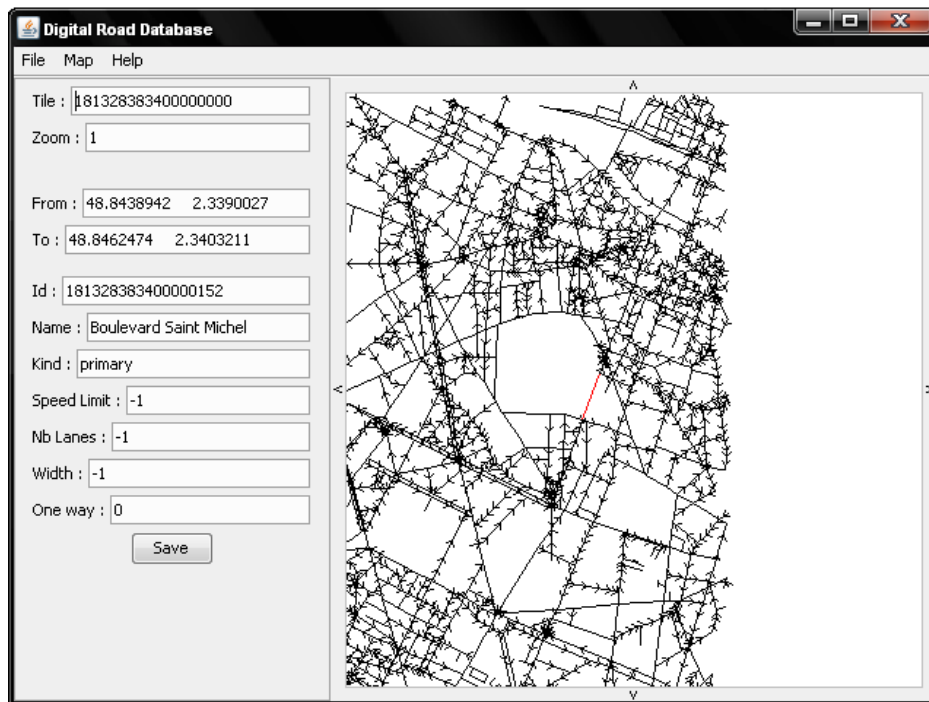 Digital Road Database
File Map Help
Tile : 181328383400000000
Zoom : 1
From : 48.8438942 2.3390027
To : 48.8462474 2.3403211
Id : 181328383400000152
Name : Boulevard Saint Michel
Kind : primary
Speed Limit : -1
Nb Lanes : -1
Width : -1
One way : 0
Save